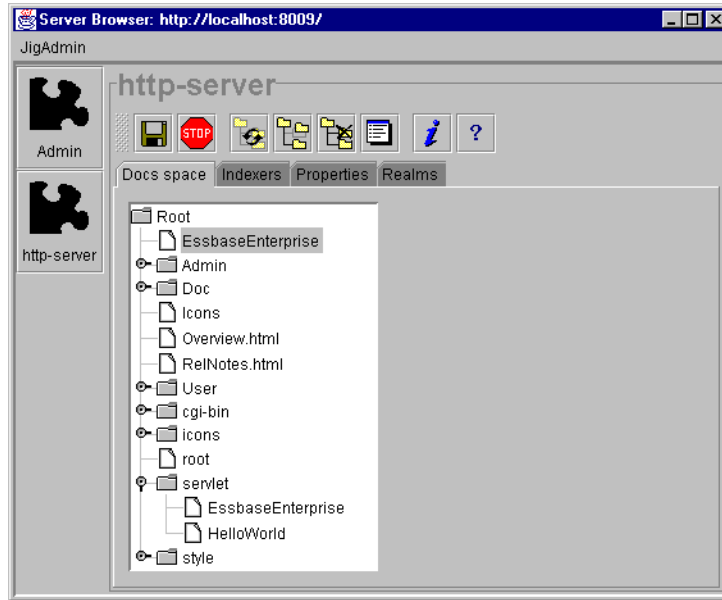 Server Browser: http://localhost:8009/
JigAdmin
Admin
http-server
http-server
STOP
i
?
Docs space
Indexers
Properties
Realms
Root
EssbaseEnterprise
Admin
Doc
Icons
Overview.html
RelNotes.html
User
cgi-bin
icons
root
servlet
EssbaseEnterprise
HelloWorld
style